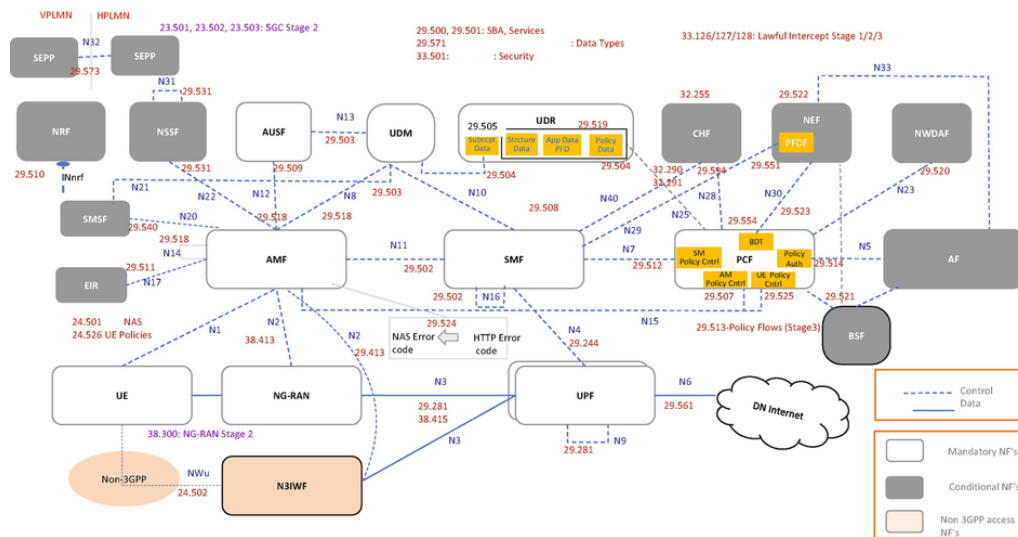 VPLMN
HPLMN
23.501, 23.502, 23.503: 5GC Stage 2
29.500, 29.501: SBA, Services
29.571 : Data Types
33.501: : Security
33.126/127/128: Lawful Intercept Stage 1/2/3
SEPP
N32
SEPP
29.573
N31
29.531
N33
NRF
NSSF
AUSF
N13
29.503
UDM
29.505
UDR
29.519
Subscpt Data
Strcture Data
App Data PFD
Policy Data
29.504
29.504
32.255
CHF
29.522
NEF
PFDF
NWDAF
29.510
Nnrf
29.531
29.509
29.503
32.290
32.291
29.594
29.551
29.520
N21
N22
N12
N8
N10
N40
N28
N30
N23
SMSF
N20
29.540
29.518
29.518
29.518
29.508
N25
29.554
29.523
N29
N14
AMF
N11
29.502
SMF
N7
29.512
BDT
SM Policy Cntrl
PCF
Policy Auth
AM Policy Cntrl
UE Policy Cntrl
29.514
N5
AF
EIR
29.511
N17
29.502
N16
29.507
29.525
29.521
N15
24.501 NAS
24.526 UE Policies
N1
N2
38.413
N2
29.413
29.524
NAS Error code
HTTP Error code
N4
29.244
29.513-Policy Flows (Stage3)
BSF
UE
NG-RAN
N3
29.281
38.415
UPF
N6
29.561
DN Internet
Control
Data
38.300: NG-RAN Stage 2
N3
29.281
N9
Non-3GPP
NWu
24.502
N3IWF
Mandatory NF's
Conditional NF's
Non 3GPP access NF's